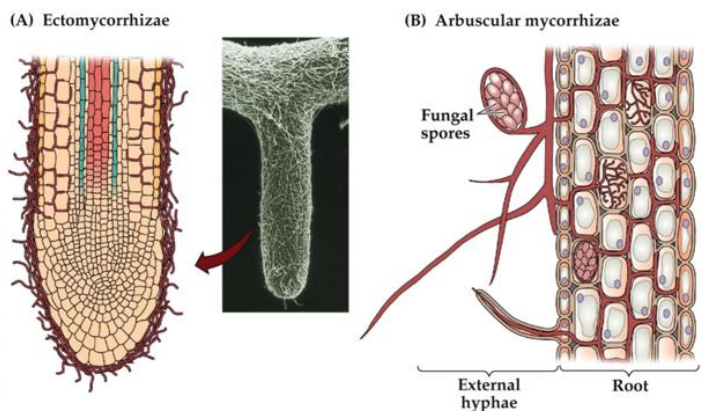 (A) Ectomycorrhizae
(B) Arbuscular mycorrhizae
Fungal
spores
External
hyphae
Root